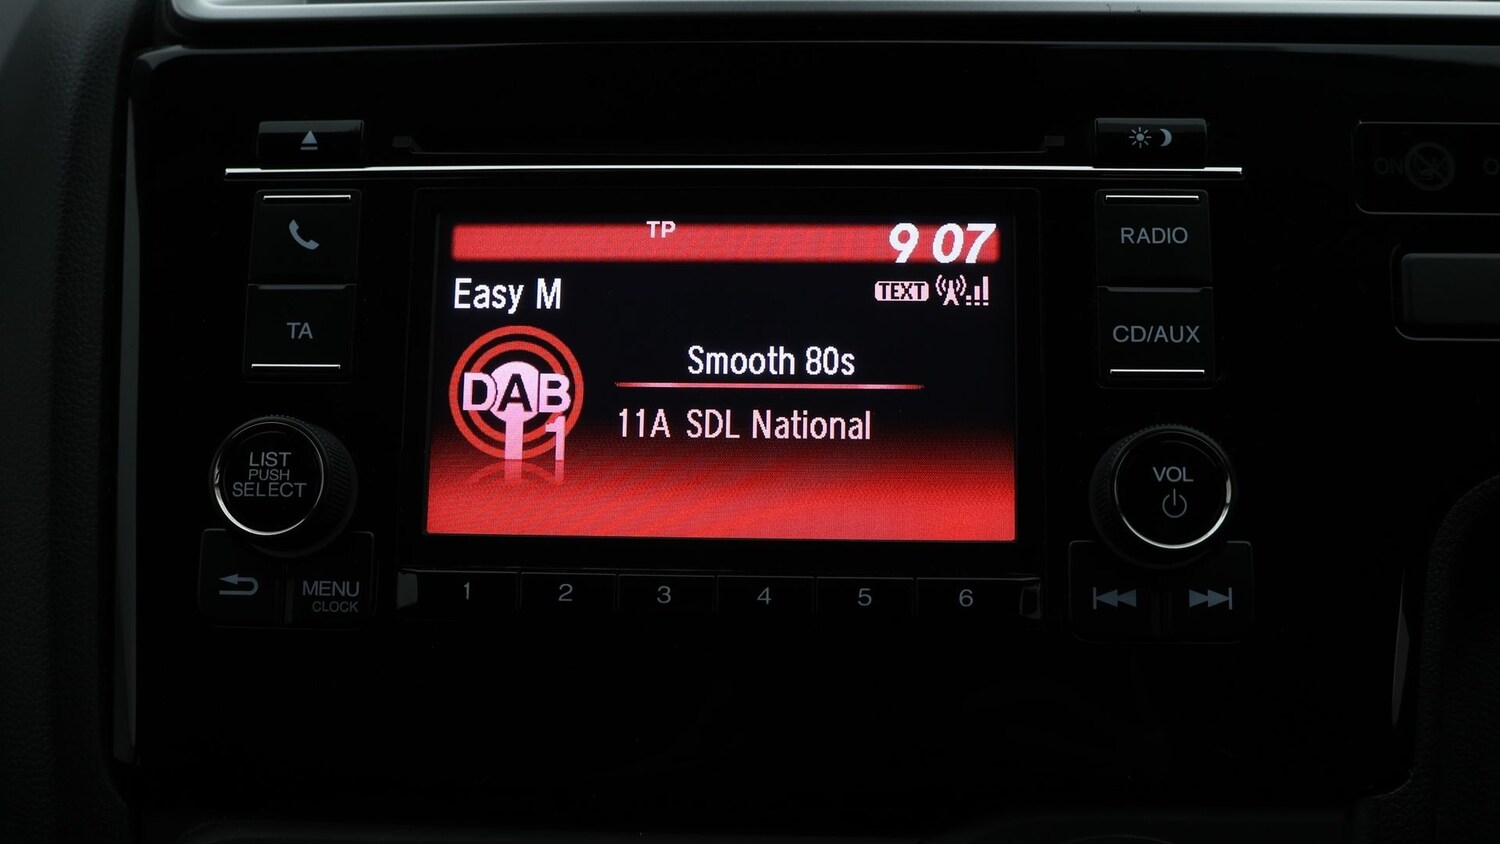 TP
9 07
Easy M
TEXT
DAB
1
Smooth 80s
11A SDL National
TA
RADIO
CD/AUX
LIST
PUSH
SELECT
VOL
MENU
CLOCK
1 2 3 4 5 6
ON